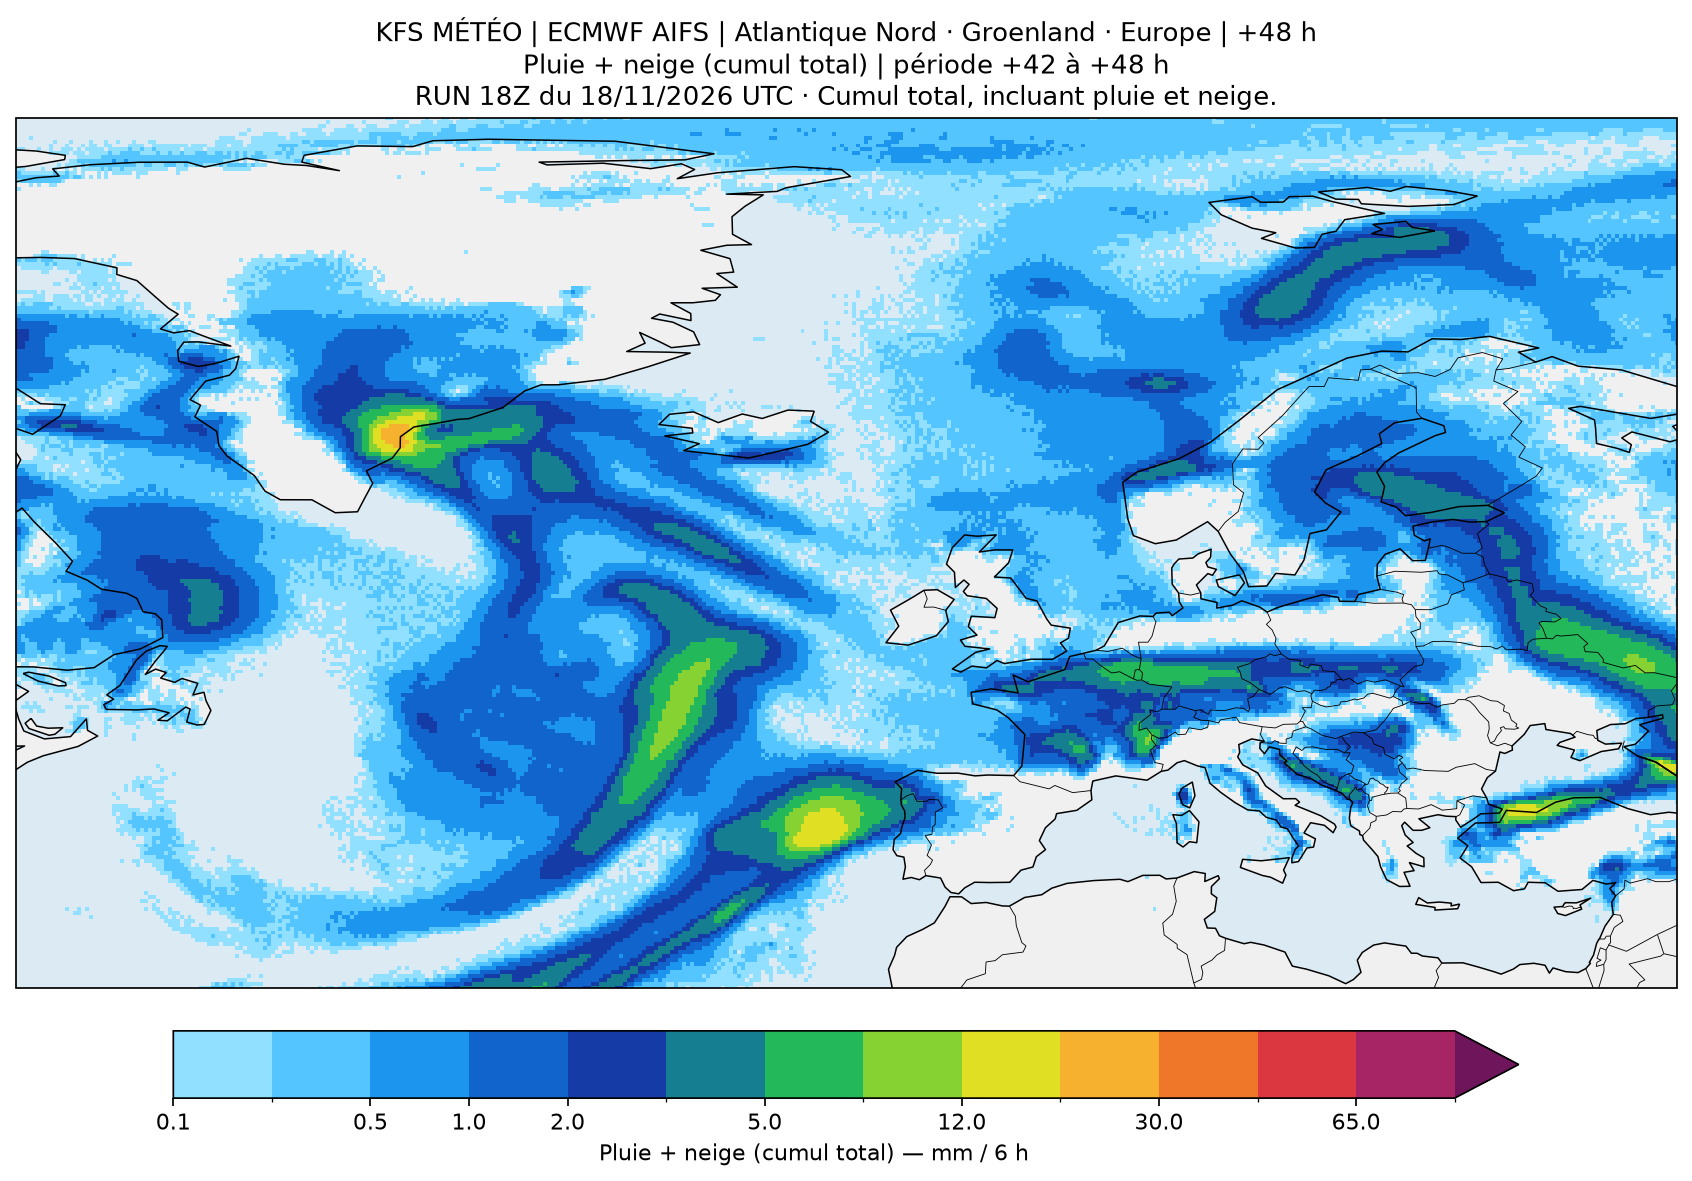 KFS MÉTÉO | ECMWF AIFS | Atlantique Nord · Groenland · Europe | +48 h
Pluie + neige (cumul total) | période +42 à +48 h
RUN 18Z du 18/11/2026 UTC · Cumul total, incluant pluie et neige.
0.1 0.5 1.0 2.0 5.0 12.0 30.0 65.0
Pluie + neige (cumul total) — mm / 6 h